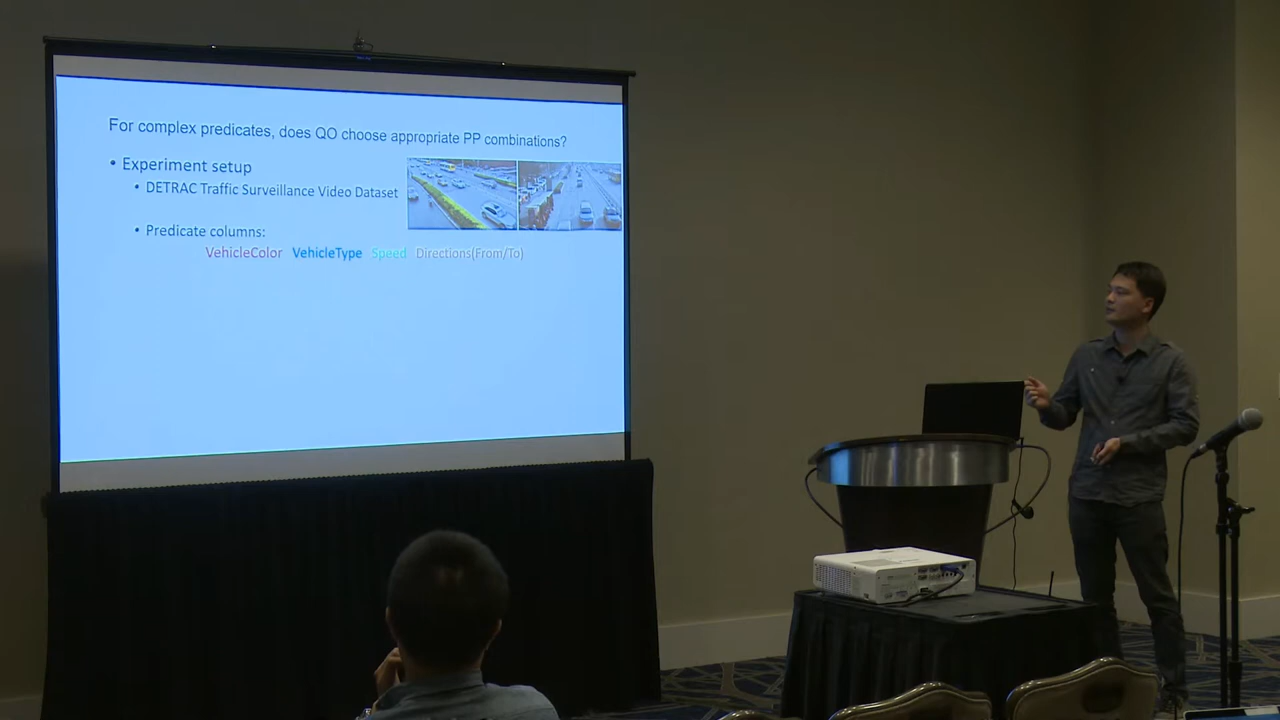 For complex predicates, does QO choose appropriate PP combinations?
• Experiment setup
• DETRAC Traffic Surveillance Video Dataset
• Predicate columns:
VehicleColor VehicleType Speed Directions(From/To)